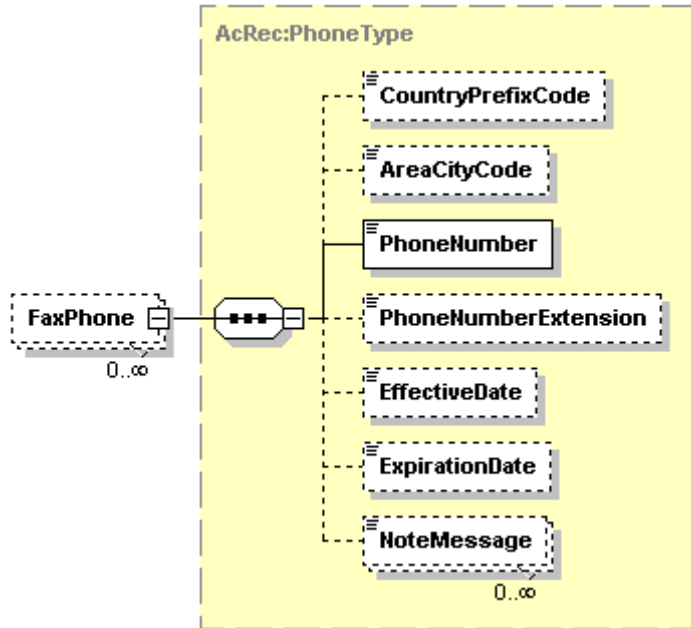 AcRec:PhoneType
CountryPrefixCode
AreaCityCode
PhoneNumber
FaxPhone
0..∞
PhoneNumberExtension
EffectiveDate
ExpirationDate
NoteMessage
0..∞